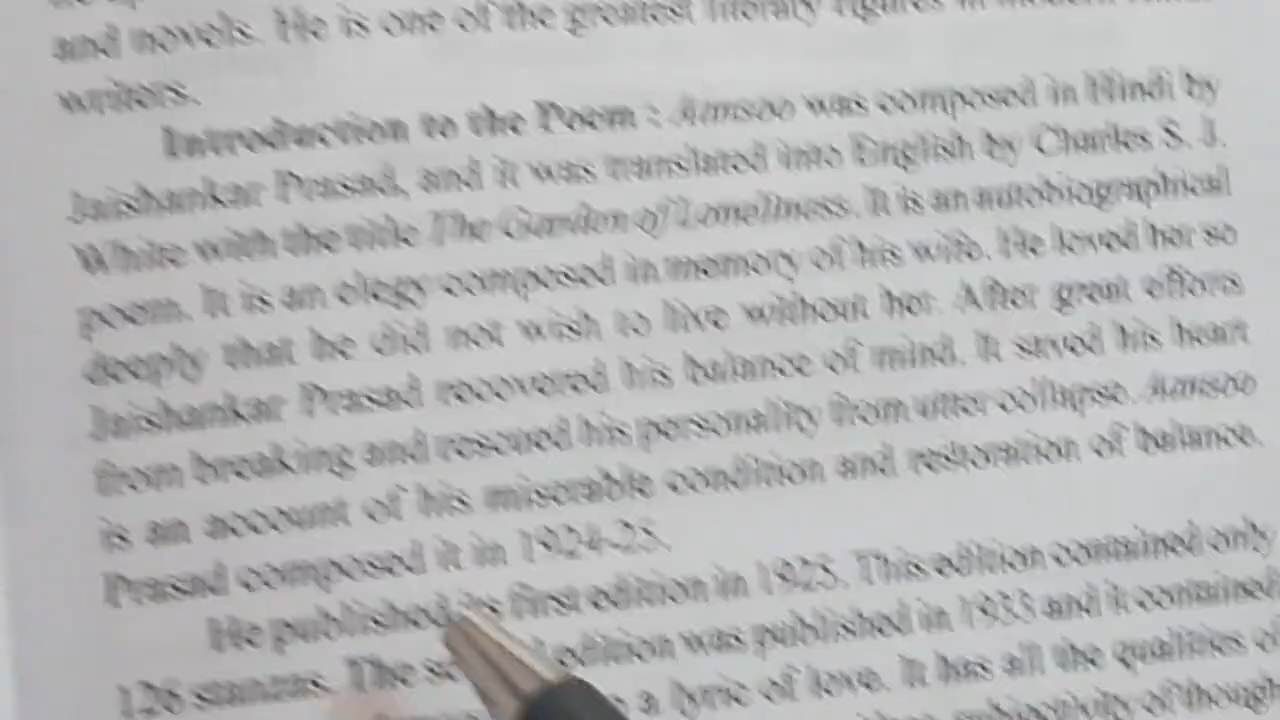 and novels. He is one of the greatest literary figures in modern
writers.
Introduction to the Poem : Aansoo was composed in Hindi by
Jaishankar Prasad, and it was translated into English by Charles S. J.
White with the title The Garden of Loneliness. It is an autobiographical
poem. It is an elegy composed in memory of his wife. He loved her so
deeply that he did not wish to live without her. After great efforts
Jaishankar Prasad recovered his balance of mind. It saved his heart
from breaking and rescued his personality from utter collapse. Aansoo
is an account of his miserable condition and restoration of balance.
Prasad composed it in 1924-25.
He published its first edition in 1925. This edition contained only
126 stanzas. The edition was published in 1933 and it contained
a lyric of love. It has all the qualities of
subjectivity of